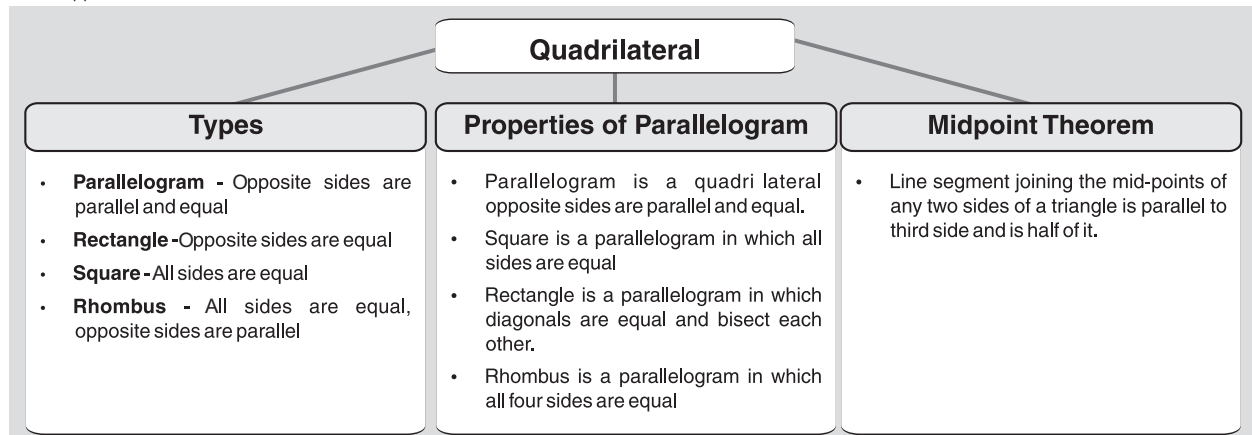 Quadrilateral
Types
• Parallelogram - Opposite sides are
parallel and equal
• Rectangle -Opposite sides are equal
• Square -All sides are equal
• Rhombus - All sides are equal,
opposite sides are parallel
Properties of Parallelogram
• Parallelogram is a quadri lateral
opposite sides are parallel and equal.
• Square is a parallelogram in which all
sides are equal
• Rectangle is a parallelogram in which
diagonals are equal and bisect each
other.
• Rhombus is a parallelogram in which
all four sides are equal
Midpoint Theorem
• Line segment joining the mid-points of
any two sides of a triangle is parallel to
third side and is half of it.